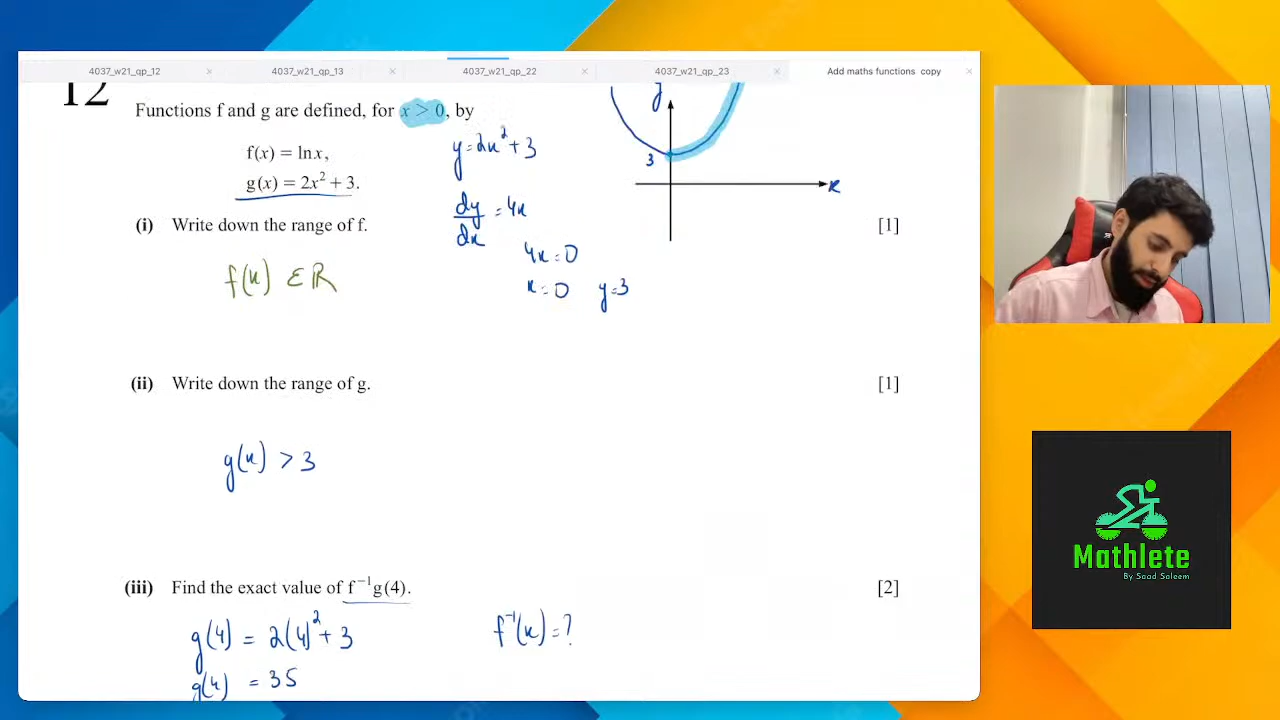 4037_w21_qp_12 × 4037_w21_qp_13 × 4037_w21_qp_22 × 4037_w21_qp_23 × Add maths functions copy ×
12
Functions f and g are defined, for x > 0, by
y
y = 2x² + 3
3
f(x) = ln x,
g(x) = 2x² + 3.
x
dy/dx = 4x
(i) Write down the range of f. [1]
4x = 0
f(x) ∈ R
x = 0 y = 3
(ii) Write down the range of g. [1]
g(x) > 3
(iii) Find the exact value of f⁻¹g(4). [2]
g(4) = 2(4)² + 3
f⁻¹(x) = ?
g(4) = 35
Mathlete
By Saad Saleem